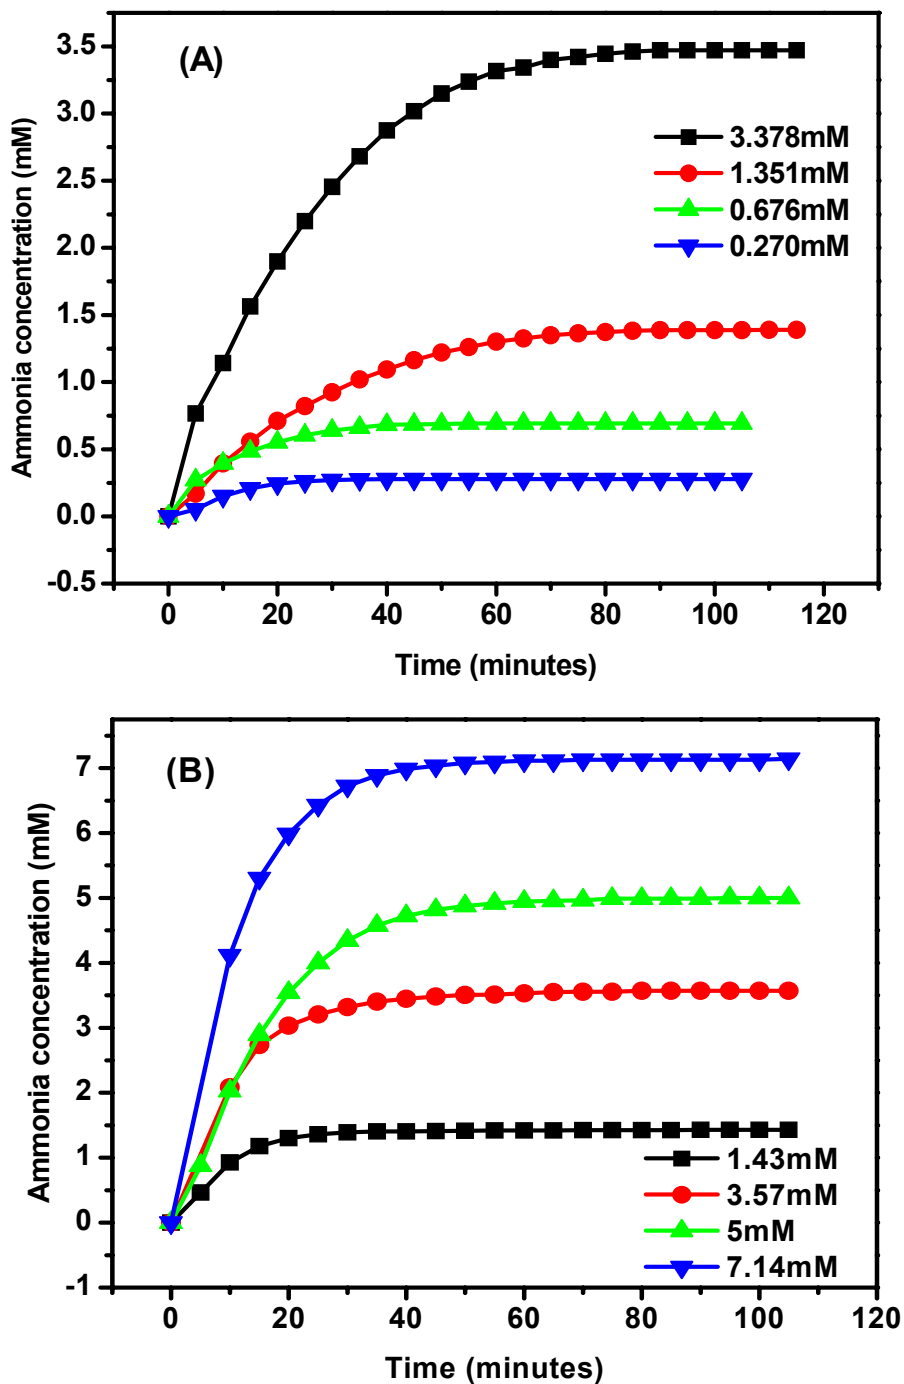 (A)
3.5
3.0
2.5
2.0
1.5
1.0
0.5
0.0
-0.5
Ammonia concentration (mM)
3.378mM
1.351mM
0.676mM
0.270mM
0 20 40 60 80 100 120
Time (minutes)
(B)
7
6
5
4
3
2
1
0
-1
Ammonia concentration (mM)
1.43mM
3.57mM
5mM
7.14mM
0 20 40 60 80 100 120
Time (minutes)